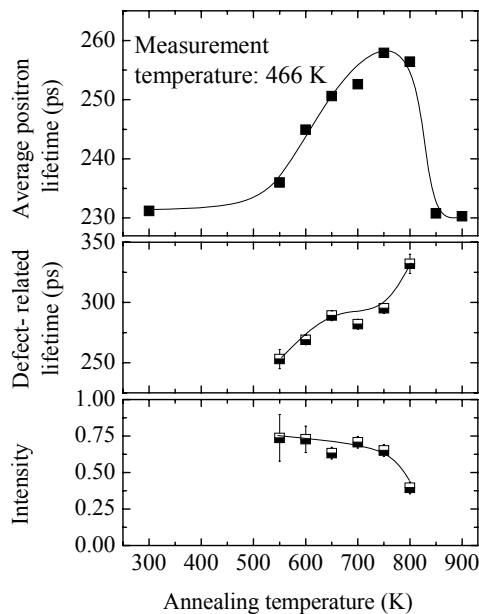 Measurement
temperature: 466 K
Average positron
lifetime (ps)
260
250
240
230
Defect- related
lifetime (ps)
350
300
250
Intensity
1.00
0.75
0.50
0.25
0.00
300 400 500 600 700 800 900
Annealing temperature (K)